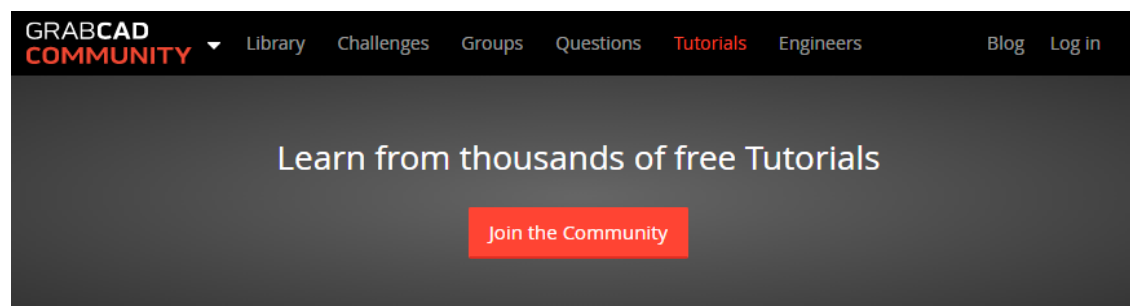 GRABCAD
COMMUNITY
Library Challenges Groups Questions Tutorials Engineers Blog Log in
Learn from thousands of free Tutorials
Join the Community